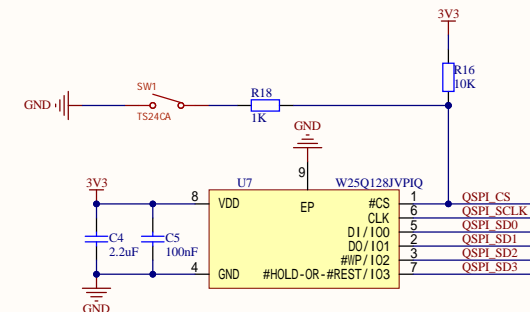 3V3
R16
10K
SW1
R18
GND
TS24CA
1K
GND
9
3V3
U7
W25Q128JVPIQ
8
VDD
EP
#CS
1
QSPI_CS
CLK
6
QSPI_SCLK
DI/IO0
5
QSPI_SD0
C4
C5
DO/IO1
2
QSPI_SD1
2.2uF
100nF
#WP/IO2
3
QSPI_SD2
4
GND
#HOLD-OR-#REST/IO3
7
QSPI_SD3
GND